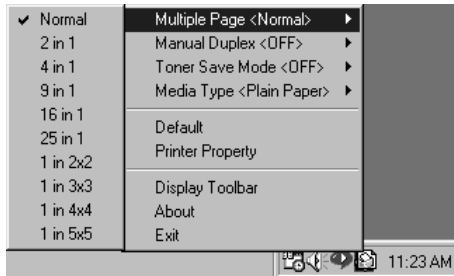 Normal
2 in 1
4 in 1
9 in 1
16 in 1
25 in 1
1 in 2x2
1 in 3x3
1 in 4x4
1 in 5x5
Multiple Page <Normal>
Manual Duplex <OFF>
Toner Save Mode <OFF>
Media Type <Plain Paper>
Default
Printer Property
Display Toolbar
About
Exit
11:23 AM